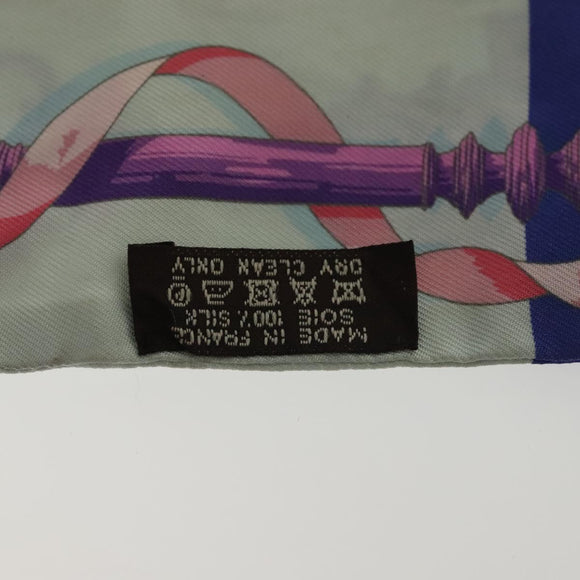 MADE IN FRANCE
SOIE 100% SILK
P
DRY CLEAN ONLY